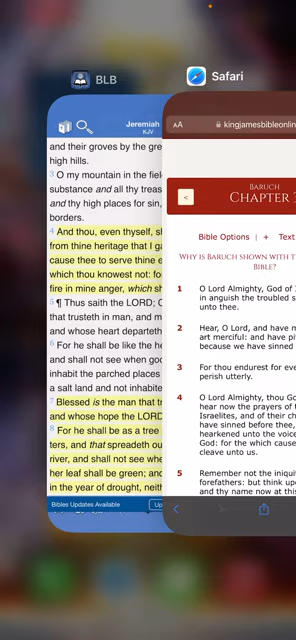 BLB
Jeremiah
KJV
and their groves by the gre
high hills.
3 O my mountain in the fiel
substance and all thy treas
and thy high places for sin,
borders.
4 And thou, even thyself, sh
from thine heritage that I ga
cause thee to serve thine e
which thou knowest not: fo
fire in mine anger, which sh
5 ¶ Thus saith the LORD; C
that trusteth in man, and m
and whose heart departeth
6 For he shall be like the he
and shall not see when goo
inhabit the parched places
a salt land and not inhabite
7 Blessed is the man that tr
and whose hope the LORD
8 For he shall be as a tree
ters, and that spreadeth ou
river, and shall not see whe
her leaf shall be green; and
in the year of drought, neith
Bibles Updates Available
Up
Safari
AA
kingjamesbibleonlin
BARUCH
CHAPTER 3
<
Bible Options | + Text
WHY IS BARUCH SHOWN WITH T
BIBLE?
1 O Lord Almighty, God of I
in anguish the troubled s
unto thee.
2 Hear, O Lord, and have m
art merciful: and have pi
because we have sinned
3 For thou endurest for eve
perish utterly.
4 O Lord Almighty, thou Go
hear now the prayers of t
Israelites, and of their ch
have sinned before thee,
hearkened unto the voice
God: for the which cause
cleave unto us.
5 Remember not the iniquit
forefathers: but think upo
and thy name now at this